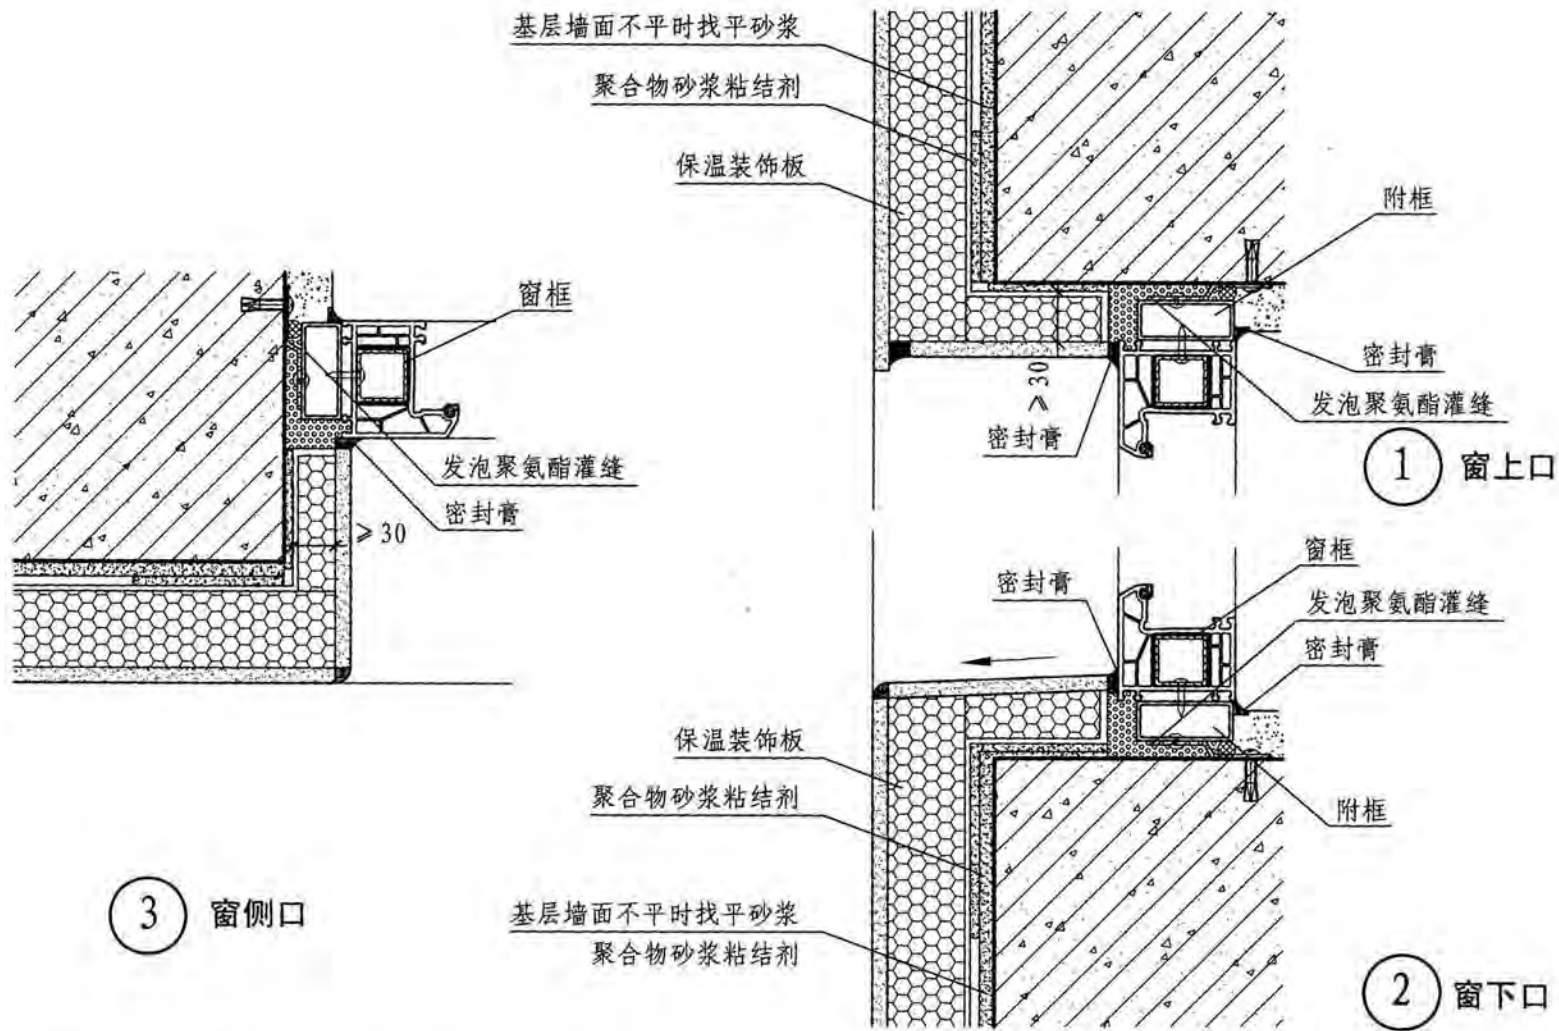 基层墙面不平时找平砂浆
聚合物砂浆粘结剂
保温装饰板
附框
密封膏
发泡聚氨酯灌缝
≥30
密封膏
1 窗上口
窗框
发泡聚氨酯灌缝
密封膏
≥30
3 窗侧口
密封膏
窗框
发泡聚氨酯灌缝
密封膏
保温装饰板
聚合物砂浆粘结剂
附框
基层墙面不平时找平砂浆
聚合物砂浆粘结剂
2 窗下口